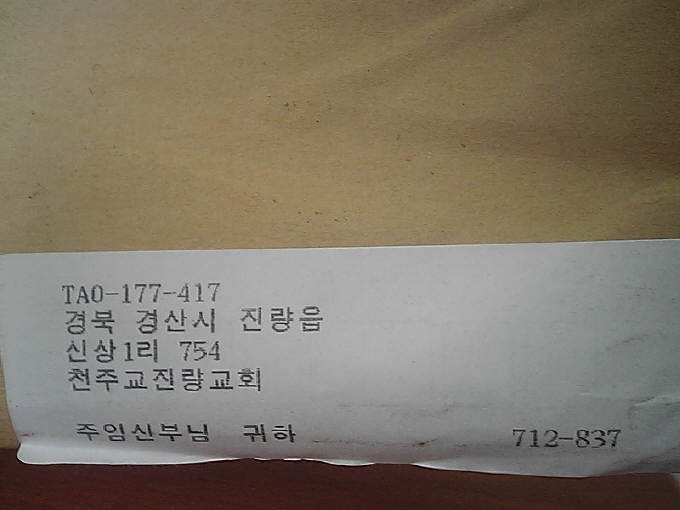 TAO-177-417
경북 경산시 진량읍
신상1리 754
천주교진량교회
주임신부님 귀하 712-837